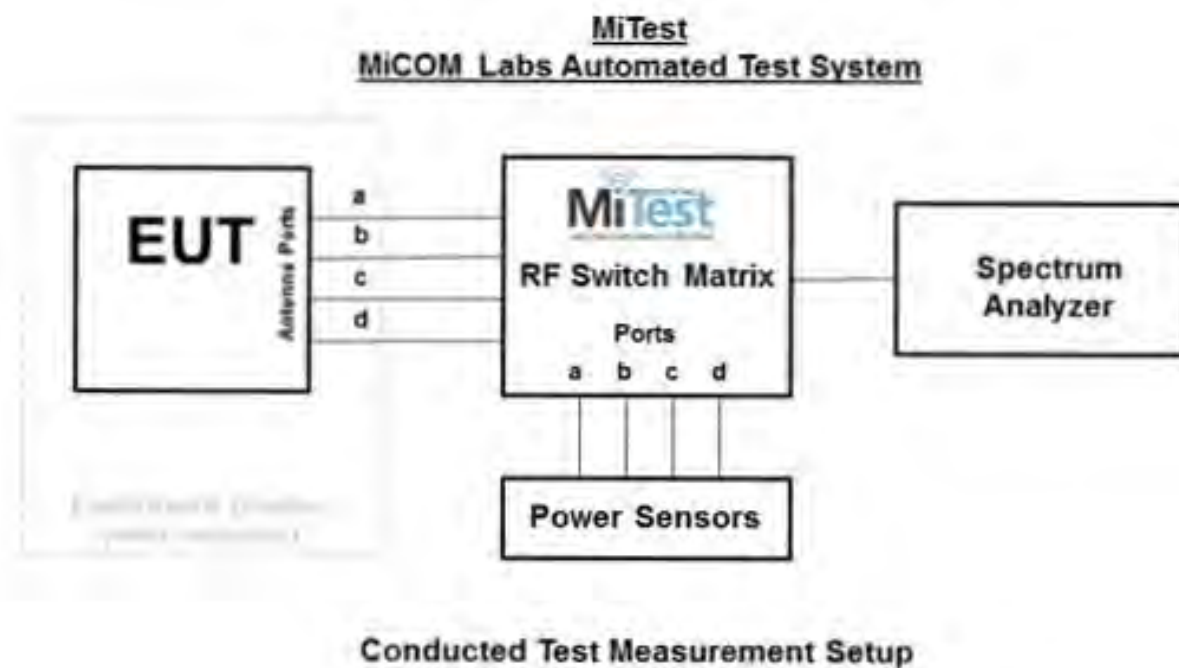 MiTest
MiCOM Labs Automated Test System
EUT
Antenna Ports
a
b
c
d
MiTest
RF Switch Matrix
Ports
a b c d
Spectrum
Analyzer
Power Sensors
Conducted Test Measurement Setup